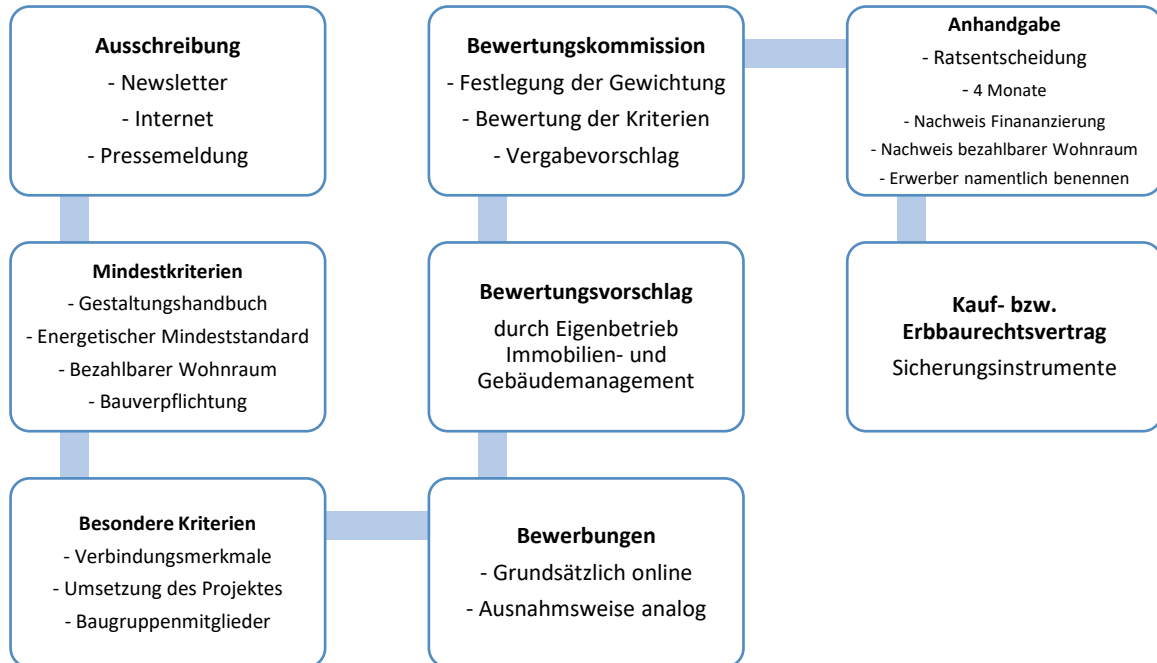 Ausschreibung
- Newsletter
- Internet
- Pressemeldung
Mindestkriterien
- Gestaltungshandbuch
- Energetischer Mindeststandard
- Bezahlbarer Wohnraum
- Bauverpflichtung
Besondere Kriterien
- Verbindungsmerkmale
- Umsetzung des Projektes
- Baugruppenmitglieder
Bewerbungen
- Grundsätzlich online
- Ausnahmsweise analog
Bewertungsvorschlag
durch Eigenbetrieb
Immobilien- und
Gebäudemanagement
Bewertungskommission
- Festlegung der Gewichtung
- Bewertung der Kriterien
- Vergabevorschlag
Anhandgabe
- Ratsentscheidung
- 4 Monate
- Nachweis Finananzierung
- Nachweis bezahlbarer Wohnraum
- Erwerber namentlich benennen
Kauf- bzw.
Erbbaurechtsvertrag
Sicherungsinstrumente